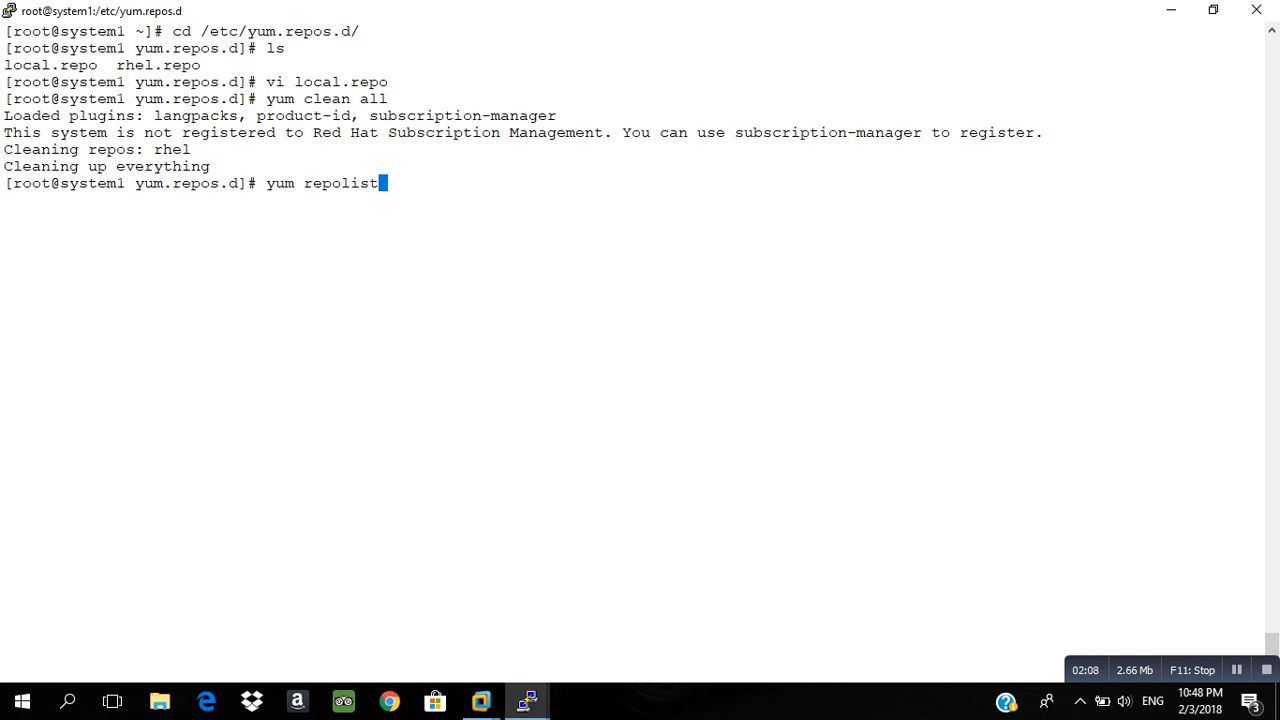 root@system1:/etc/yum.repos.d
[root@system1 ~]# cd /etc/yum.repos.d/
[root@system1 yum.repos.d]# ls
local.repo  rhel.repo
[root@system1 yum.repos.d]# vi local.repo
[root@system1 yum.repos.d]# yum clean all
Loaded plugins: langpacks, product-id, subscription-manager
This system is not registered to Red Hat Subscription Management. You can use subscription-manager to register.
Cleaning repos: rhel
Cleaning up everything
[root@system1 yum.repos.d]# yum repolist
02:08 2.66 Mb F11: Stop
ENG
10:48 PM
2/3/2018
3